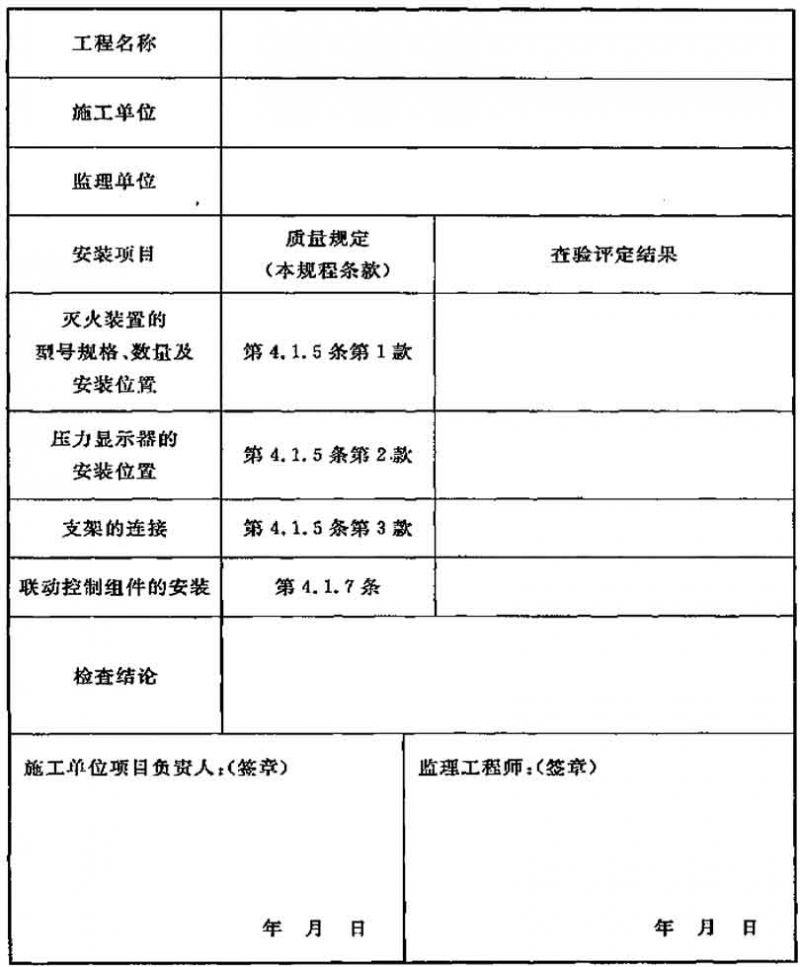 工程名称
施工单位
监理单位
安装项目
质量规定
（本规程条款）
查验评定结果
灭火装置的
型号规格、数量及
安装位置
第 4.1.5 条第 1 款
压力显示器的
安装位置
第 4.1.5 条第 2 款
支架的连接
第 4.1.5 条第 3 款
联动控制组件的安装
第 4.1.7 条
检查结论
施工单位项目负责人：（签章）
监理工程师：（签章）
年 月 日
年 月 日